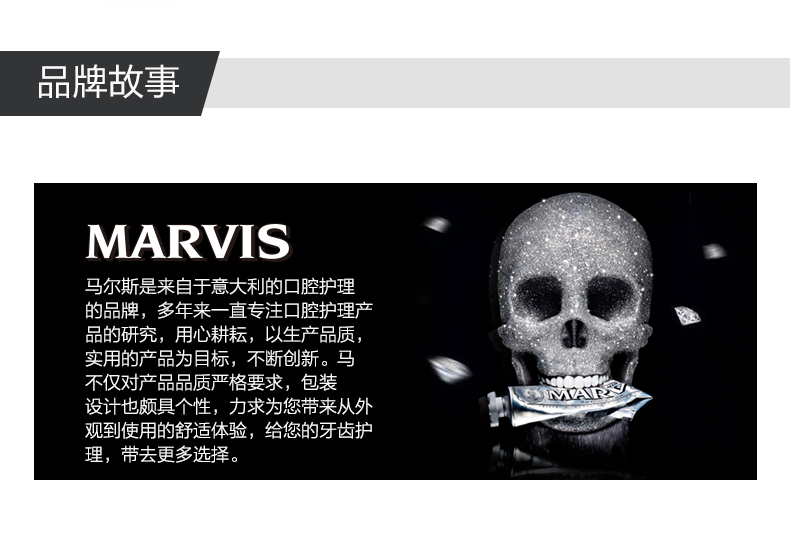 品牌故事
MARVIS
马尔斯是来自于意大利的口腔护理
的品牌，多年来一直专注口腔护理产
品的研究，用心耕耘，以生产品质，
实用的产品为目标，不断创新。马
不仅对产品品质严格要求，包装
设计也颇具个性，力求为您带来从外
观到使用的舒适体验，给您的牙齿护
理，带去更多选择。
MARV